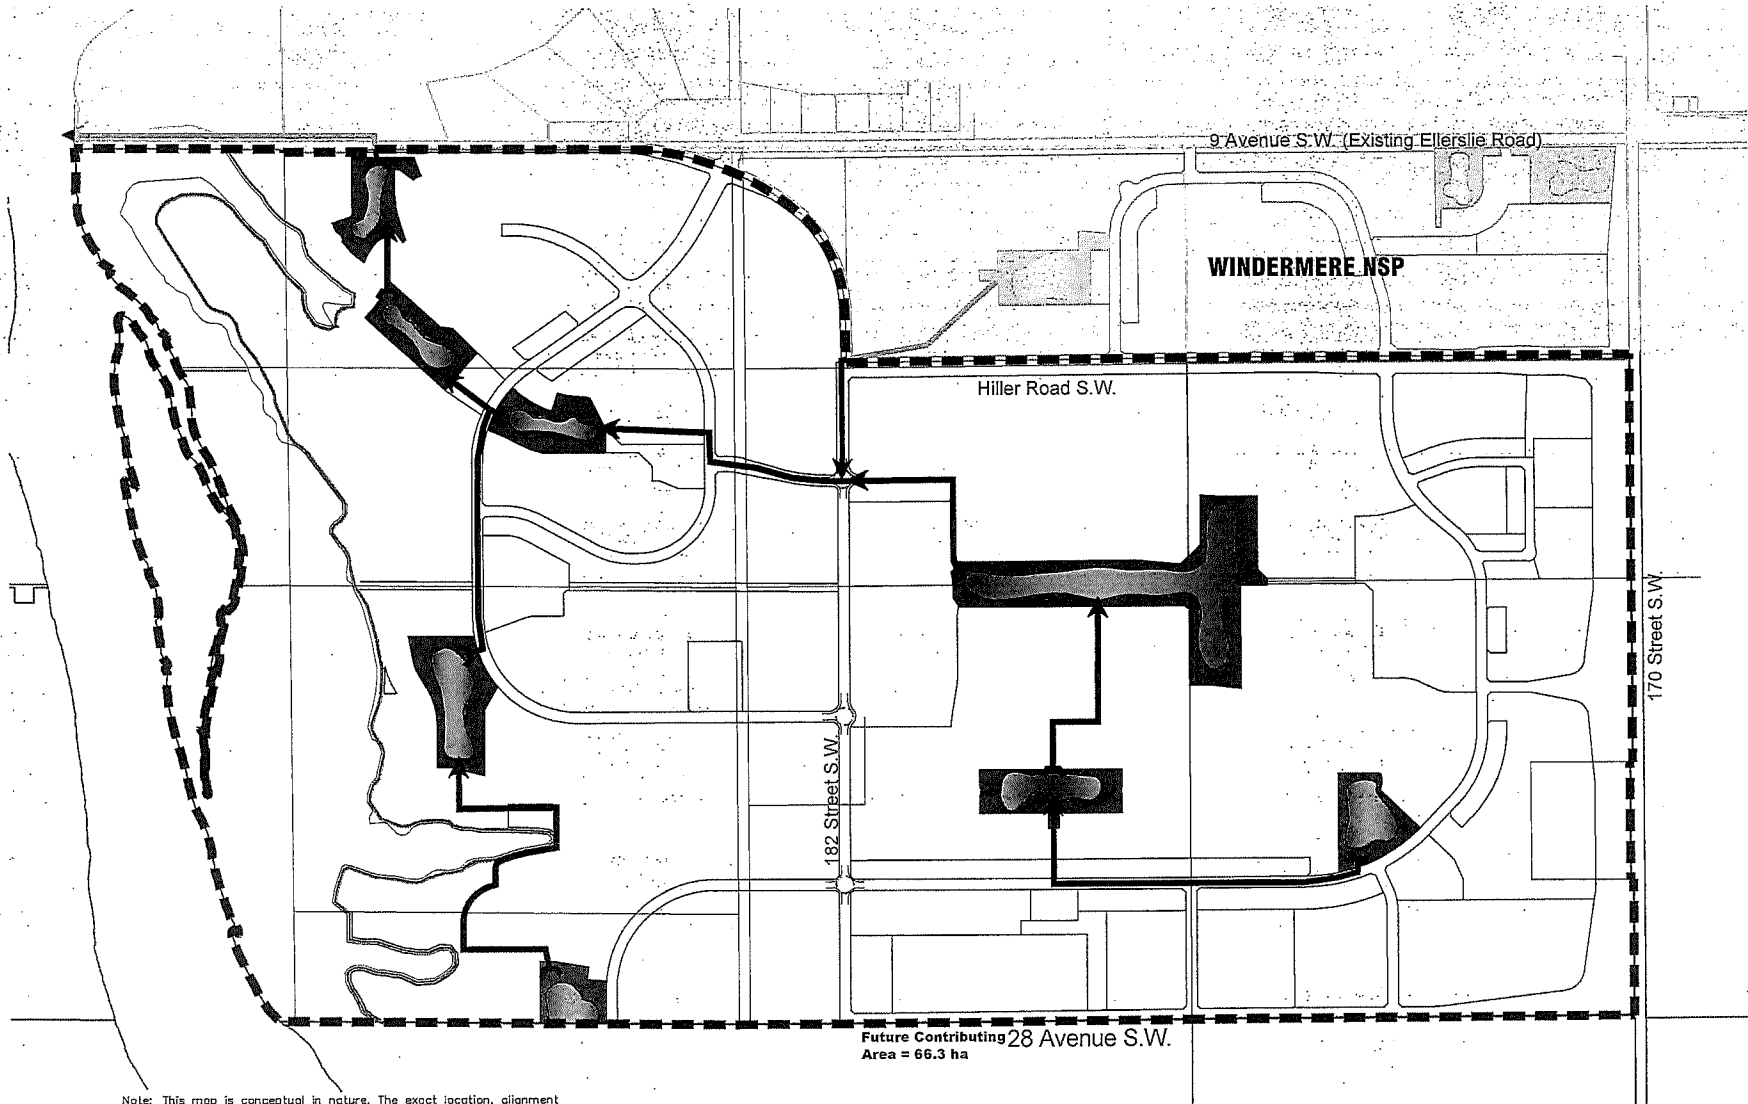 9 Avenue S.W. (Existing Ellerslie Road)
WINDERMERE NSP
Hiller Road S.W.
170 Street S.W.
182 Street S.W.
Future Contributing
Area = 66.3 ha
28 Avenue S.W.
Note: This map is conceptual in nature. The exact location, alignment